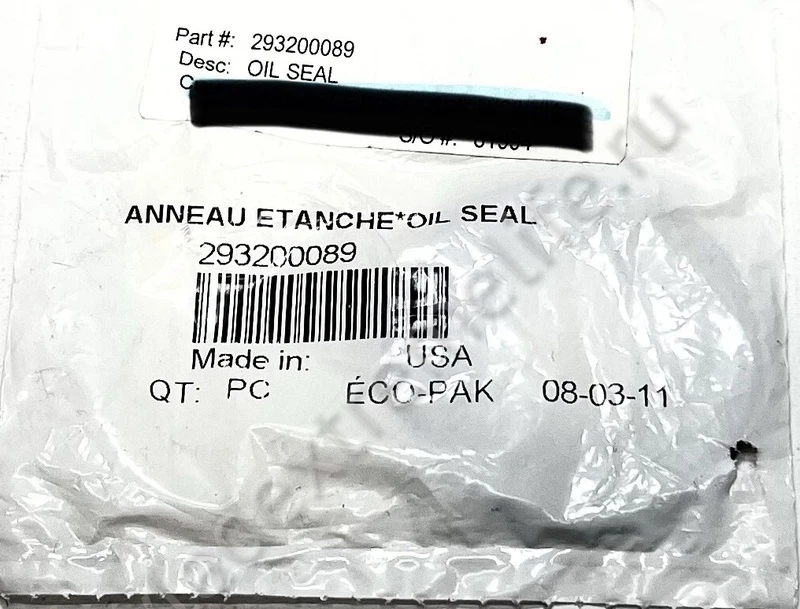 Part #: 293200089
Desc: OIL SEAL
C
ANNEAU ETANCHE*OIL SEAL
293200089
Made in: USA
QT: PC ÉCO-PAK 08-03-11